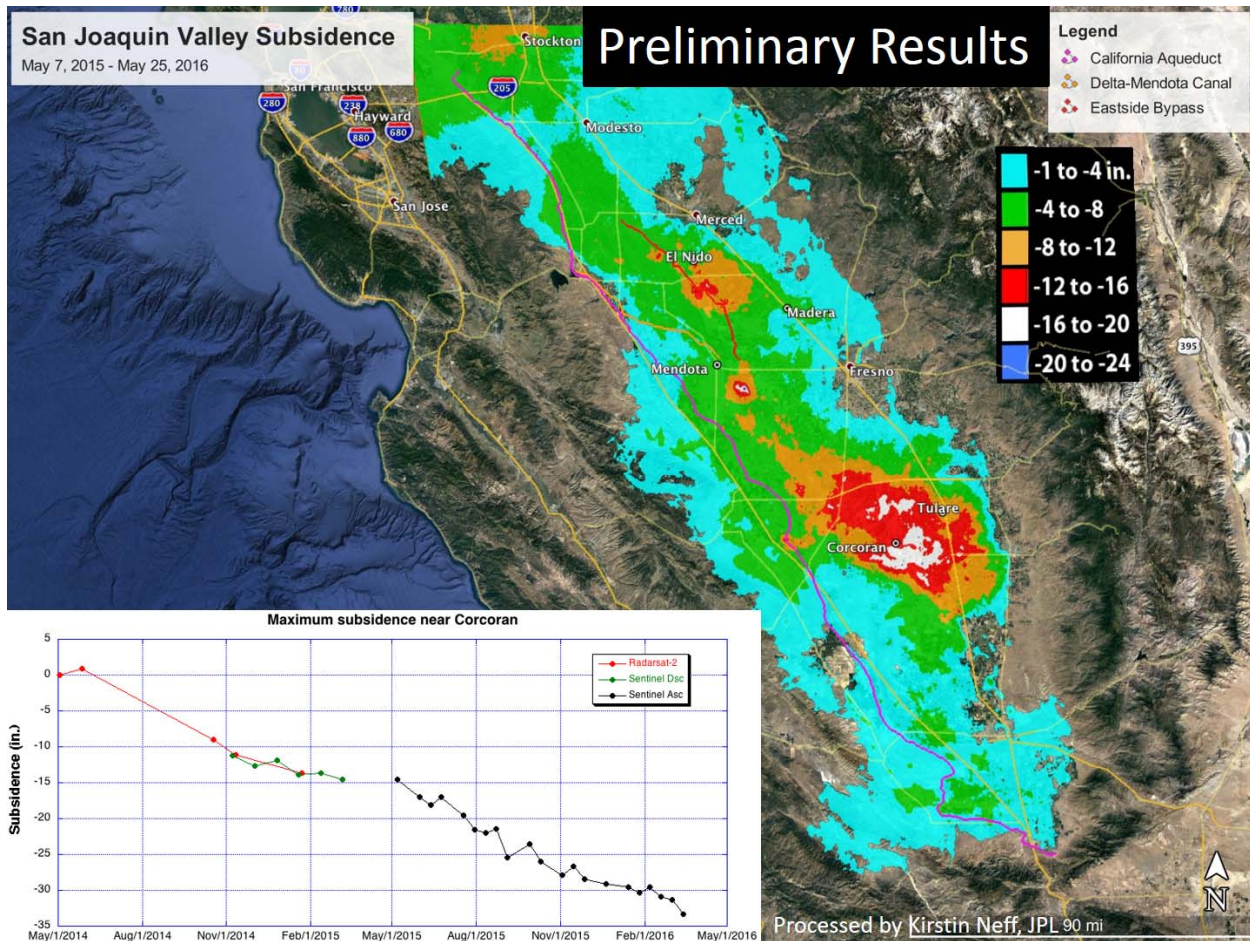 San Joaquin Valley Subsidence
May 7, 2015 - May 25, 2016
Preliminary Results
Legend
California Aqueduct
Delta-Mendota Canal
Eastside Bypass
-1 to -4 in.
-4 to -8
-8 to -12
-12 to -16
-16 to -20
-20 to -24
780
80
San Francisco
280
238
Hayward
880
680
205
Stockton
Modesto
San Jose
Merced
El Nido
Madera
Mendota
Fresno
395
Tulare
Corcoran
Maximum subsidence near Corcoran
Subsidence (in.)
5
0
-5
-10
-15
-20
-25
-30
-35
Radarsat-2
Sentinel Dsc
Sentinel Asc
May/1/2014
Aug/1/2014
Nov/1/2014
Feb/1/2015
May/1/2015
Aug/1/2015
Nov/1/2015
Feb/1/2016
May/1/2016
Processed by Kirstin Neff, JPL
90 mi
N